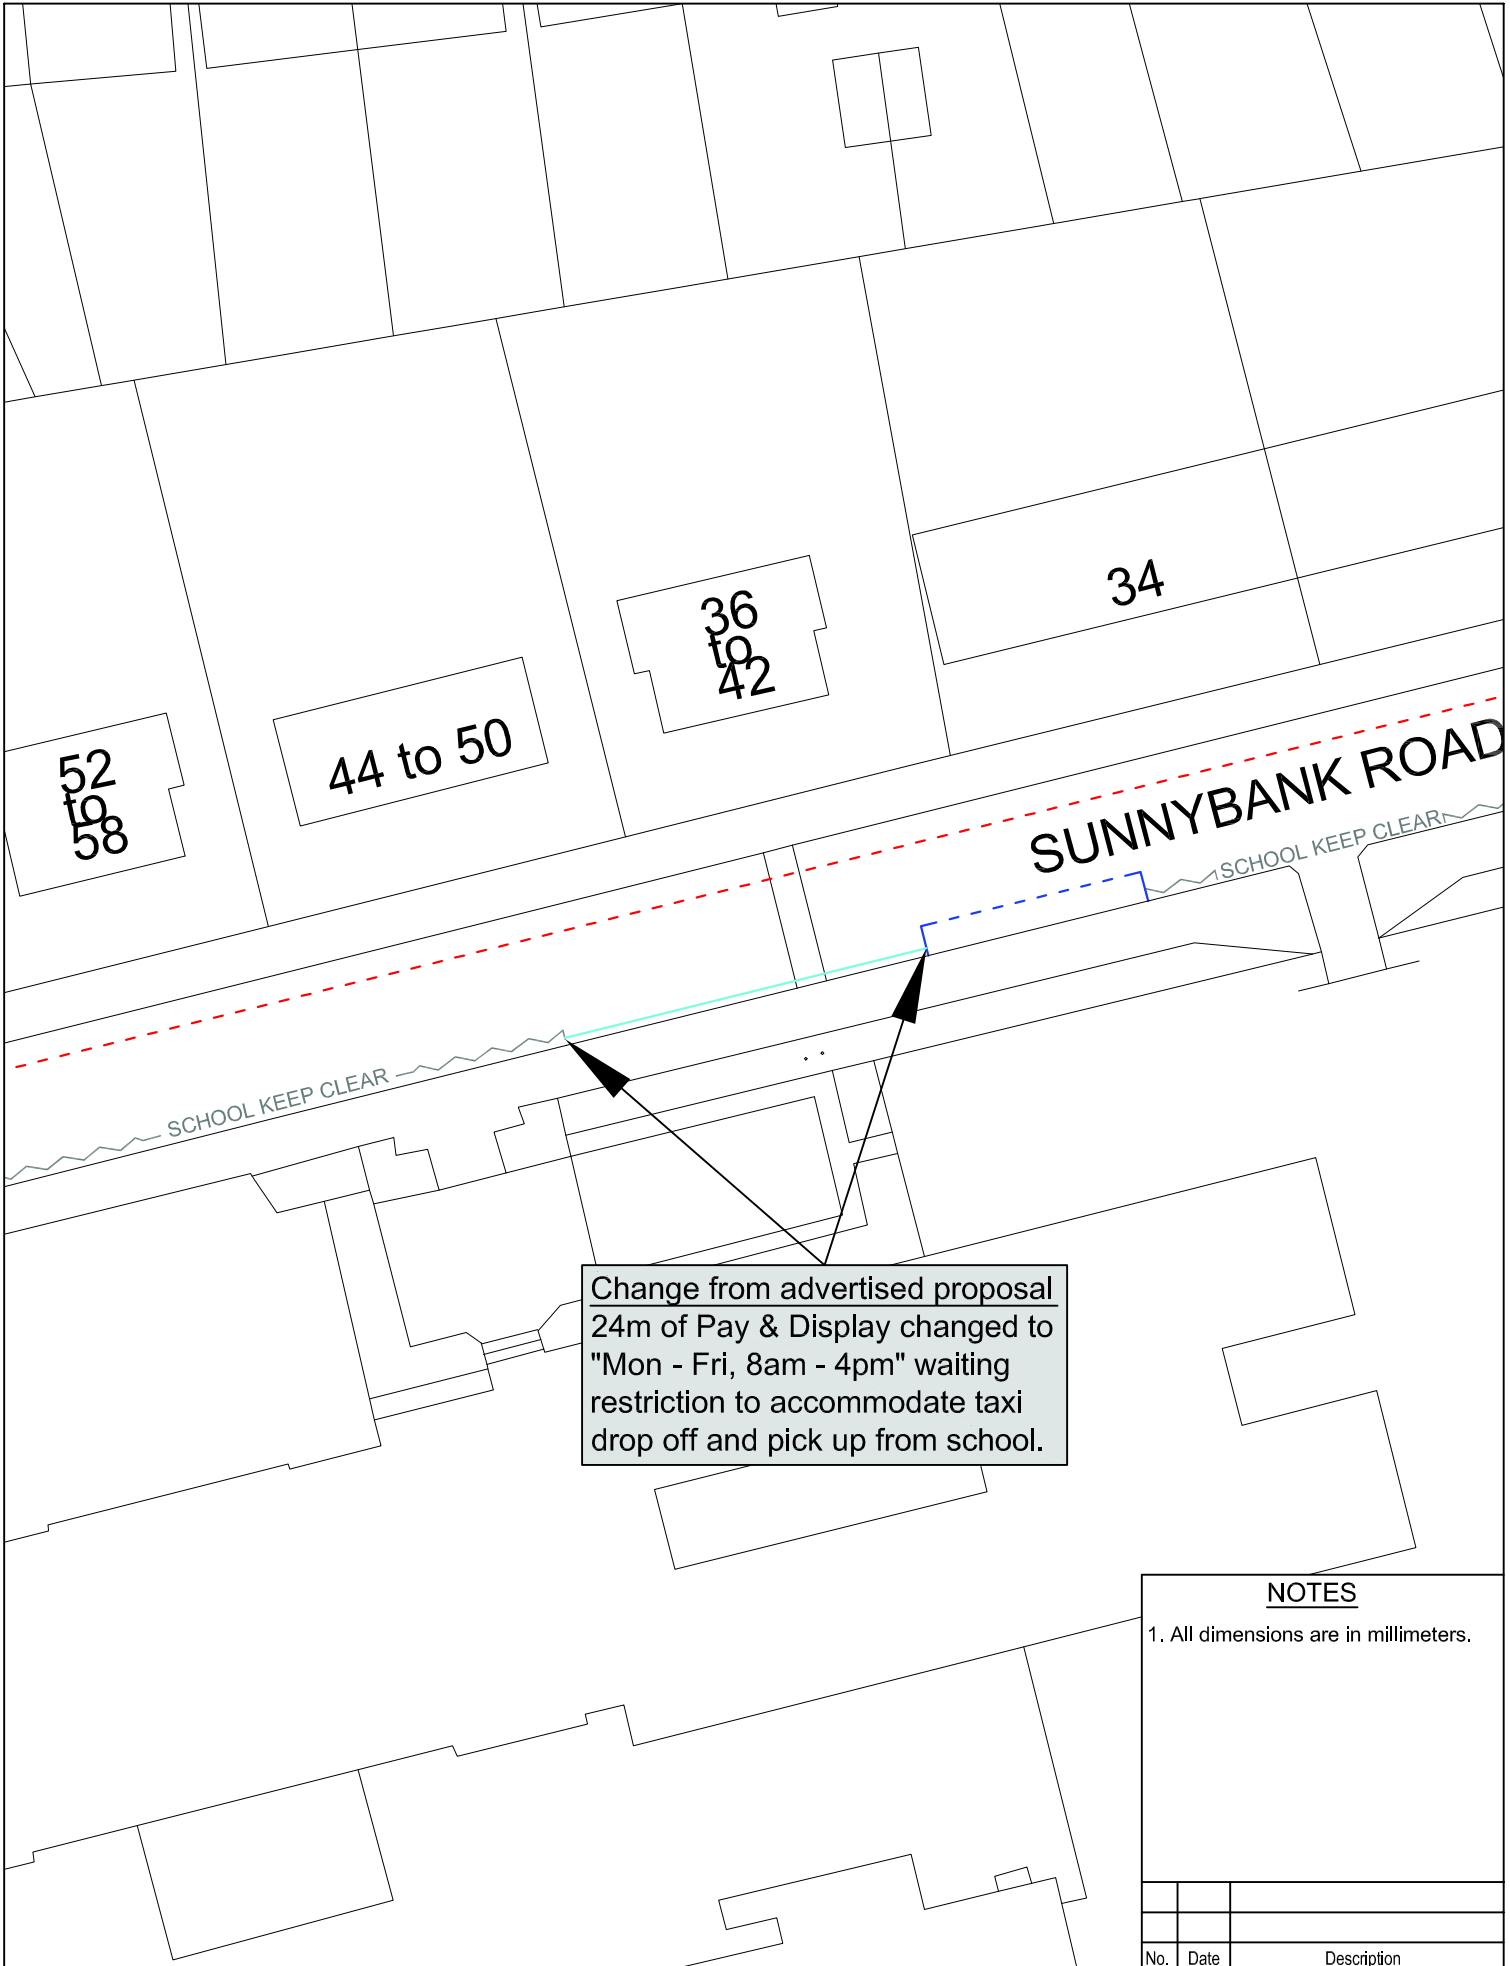 36
to
42
34
52
to
58
44 to 50
SUNNYBANK ROAD
SCHOOL KEEP CLEAR
SCHOOL KEEP CLEAR
Change from advertised proposal
24m of Pay & Display changed to
"Mon - Fri, 8am - 4pm" waiting
restriction to accommodate taxi
drop off and pick up from school.
NOTES
1. All dimensions are in millimeters.
No. Date Description